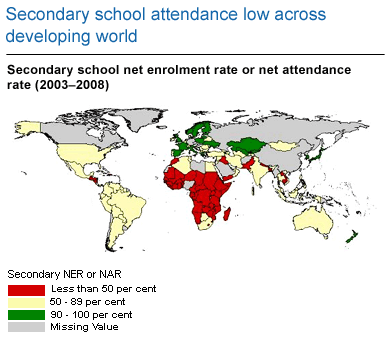 Secondary school attendance low across
developing world
Secondary school net enrolment rate or net attendance
rate (2003–2008)
Secondary NER or NAR
Less than 50 per cent
50 - 89 per cent
90 - 100 per cent
Missing Value